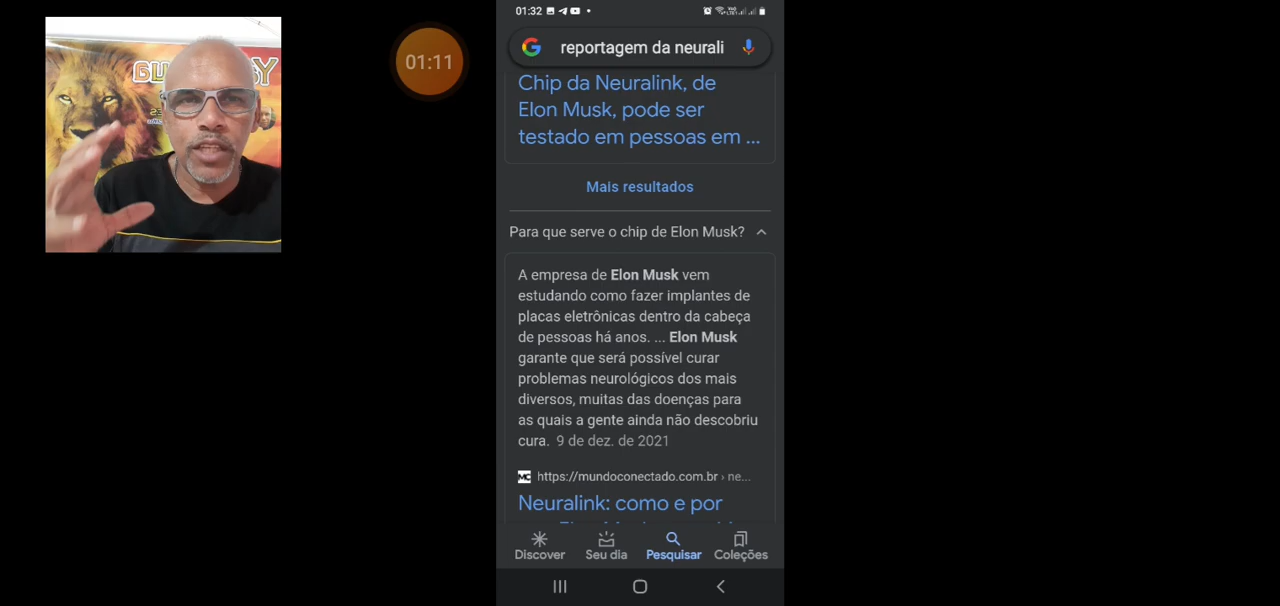 01:32
01:11
reportagem da neurali
Chip da Neuralink, de
Elon Musk, pode ser
testado em pessoas em ...
Mais resultados
Para que serve o chip de Elon Musk?
A empresa de Elon Musk vem
estudando como fazer implantes de
placas eletrônicas dentro da cabeça
de pessoas há anos. ... Elon Musk
garante que será possível curar
problemas neurológicos dos mais
diversos, muitas das doenças para
as quais a gente ainda não descobriu
cura. 9 de dez. de 2021
MC https://mundoconectado.com.br › ne...
Neuralink: como e por
Discover Seu dia Pesquisar Coleções